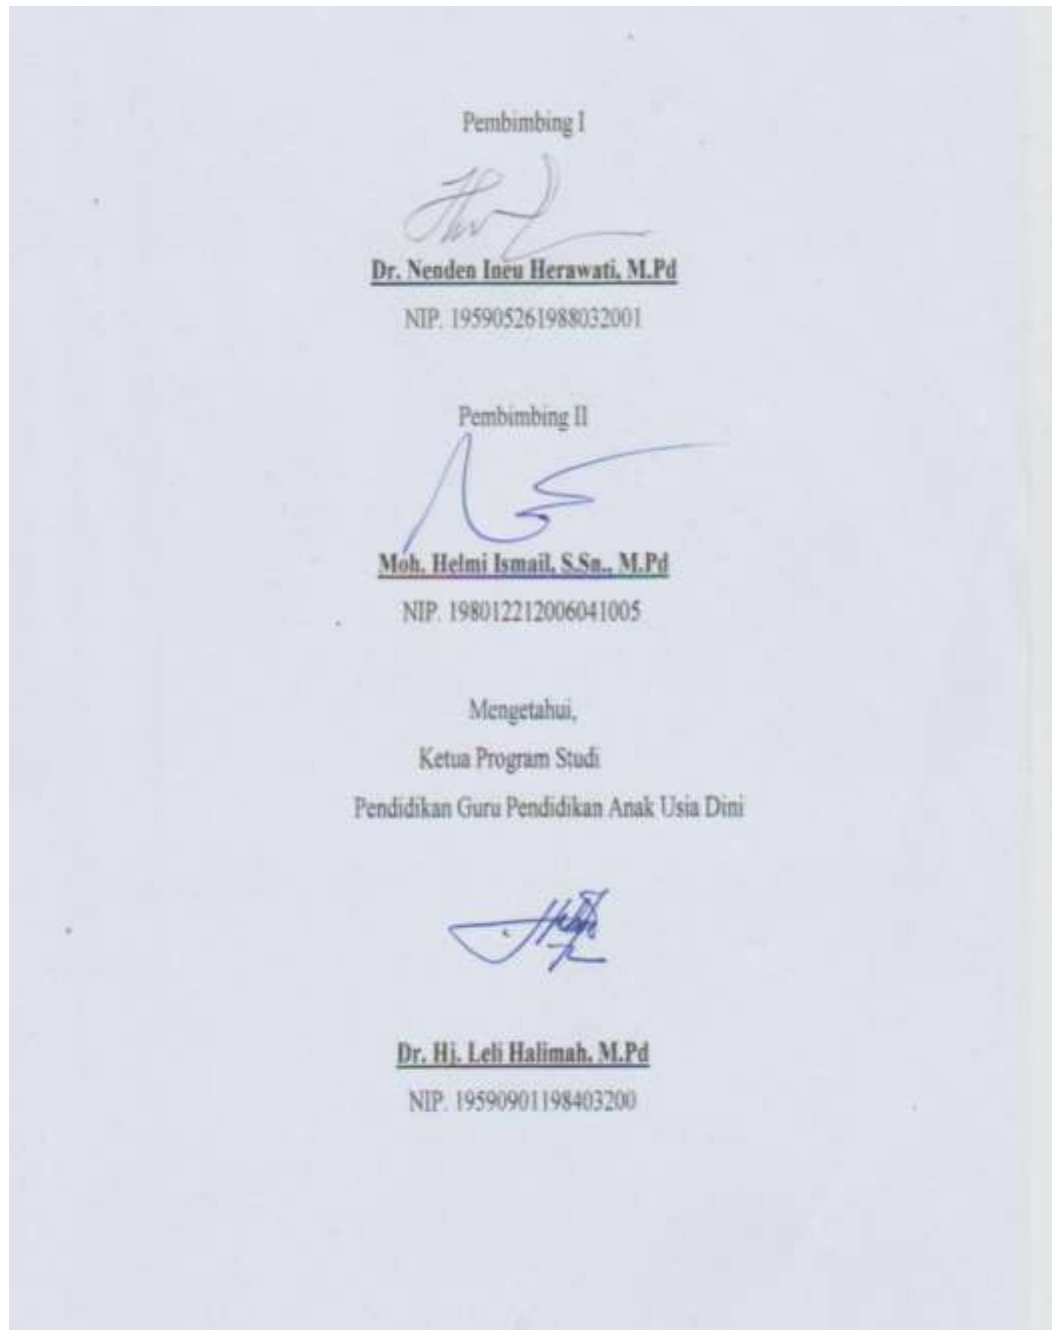 Pembimbing I
Dr. Nenden Ineu Herawati, M.Pd
NIP. 195905261988032001
Pembimbing II
Moh. Helmi Ismail, S.Sn., M.Pd
NIP. 198012212006041005
Mengetahui,
Ketua Program Studi
Pendidikan Guru Pendidikan Anak Usia Dini
Dr. Hj. Leli Halimah, M.Pd
NIP. 19590901198403200